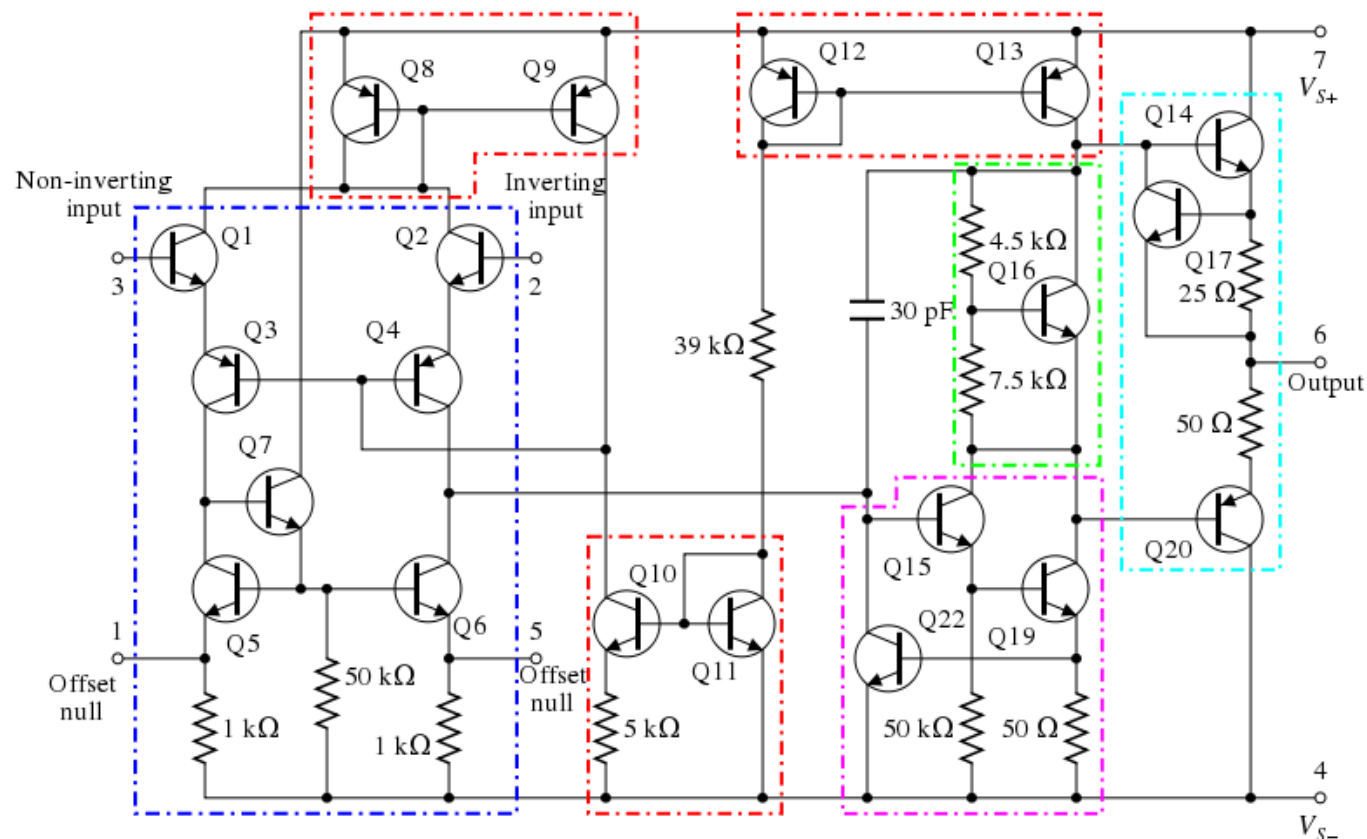 Q8
Q9
Q12
Q13
7
V_S+
Q14
Non-inverting
input
Inverting
input
Q1
Q2
3
2
4.5 kΩ
Q16
Q17
25 Ω
30 pF
Q3
Q4
39 kΩ
7.5 kΩ
6
Output
50 Ω
Q7
Q15
Q20
Q10
Q22
Q19
Q5
Q6
1
5
Q11
Offset
null
Offset
null
50 kΩ
1 kΩ
1 kΩ
5 kΩ
50 kΩ
50 Ω
4
V_S−